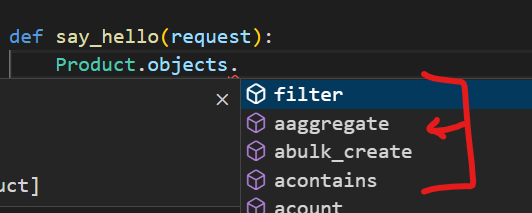 def say_hello(request):
Product.objects.
filter
aaggregate
abulk_create
uct]
acontains
acount